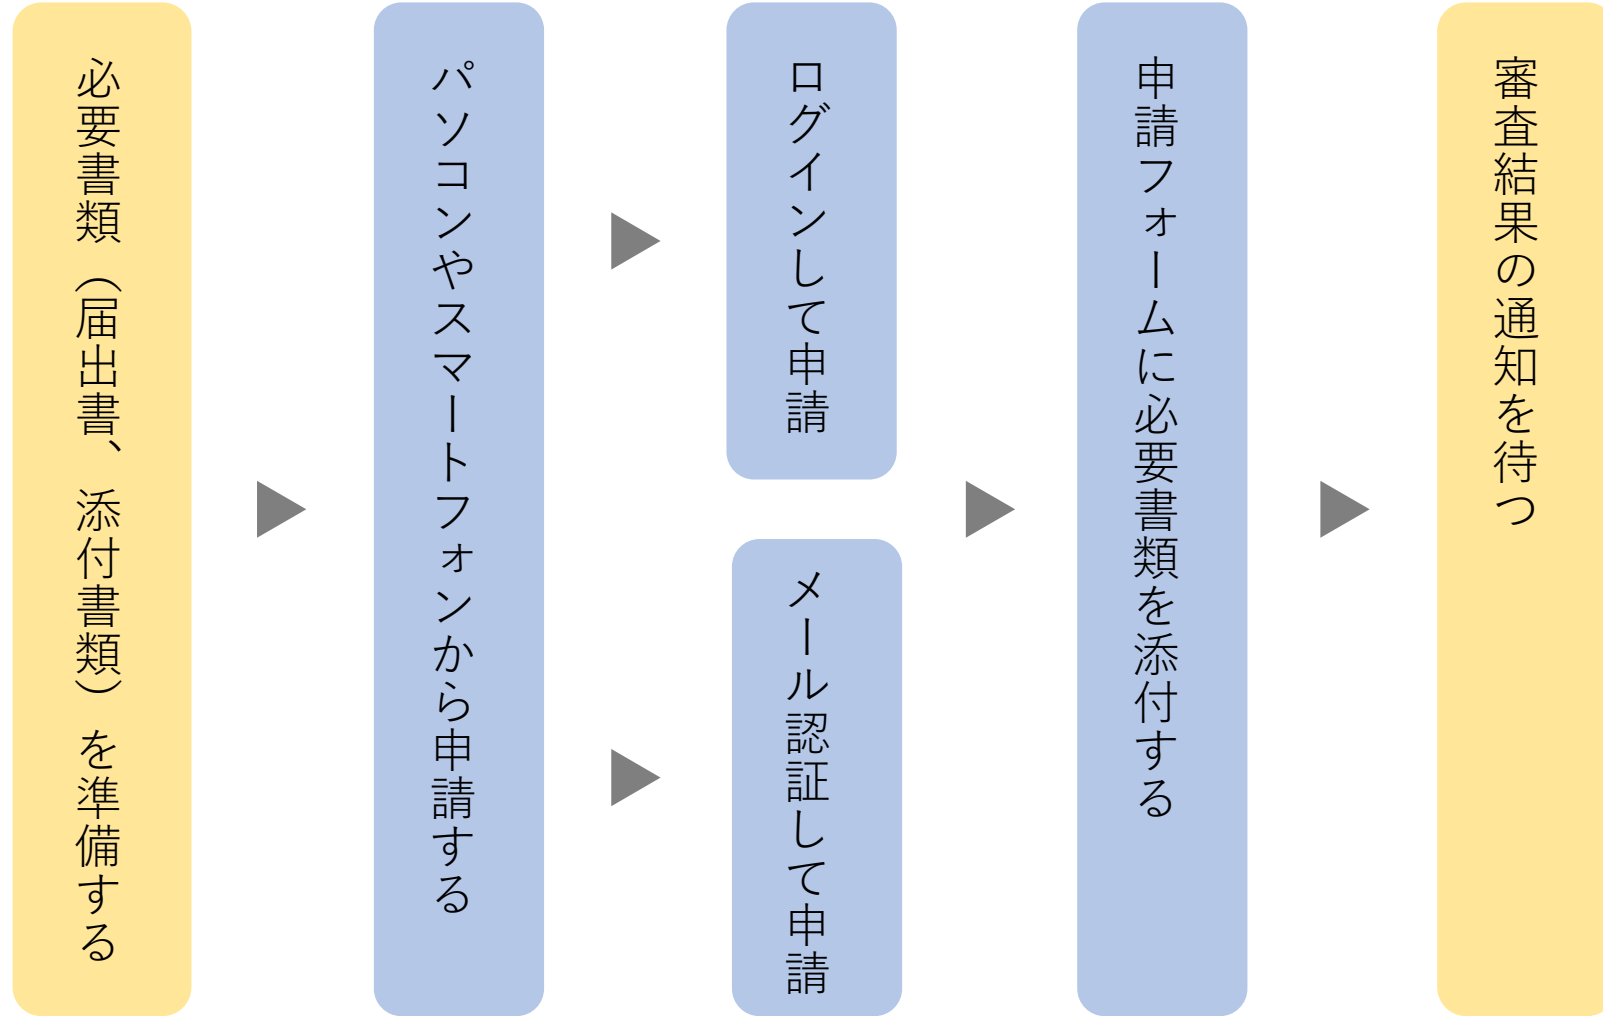 必要書類（届出書、添付書類）を準備する
パソコンやスマートフォンから申請する
ログインして申請
メール認証して申請
申請フォームに必要書類を添付する
審査結果の通知を待つ